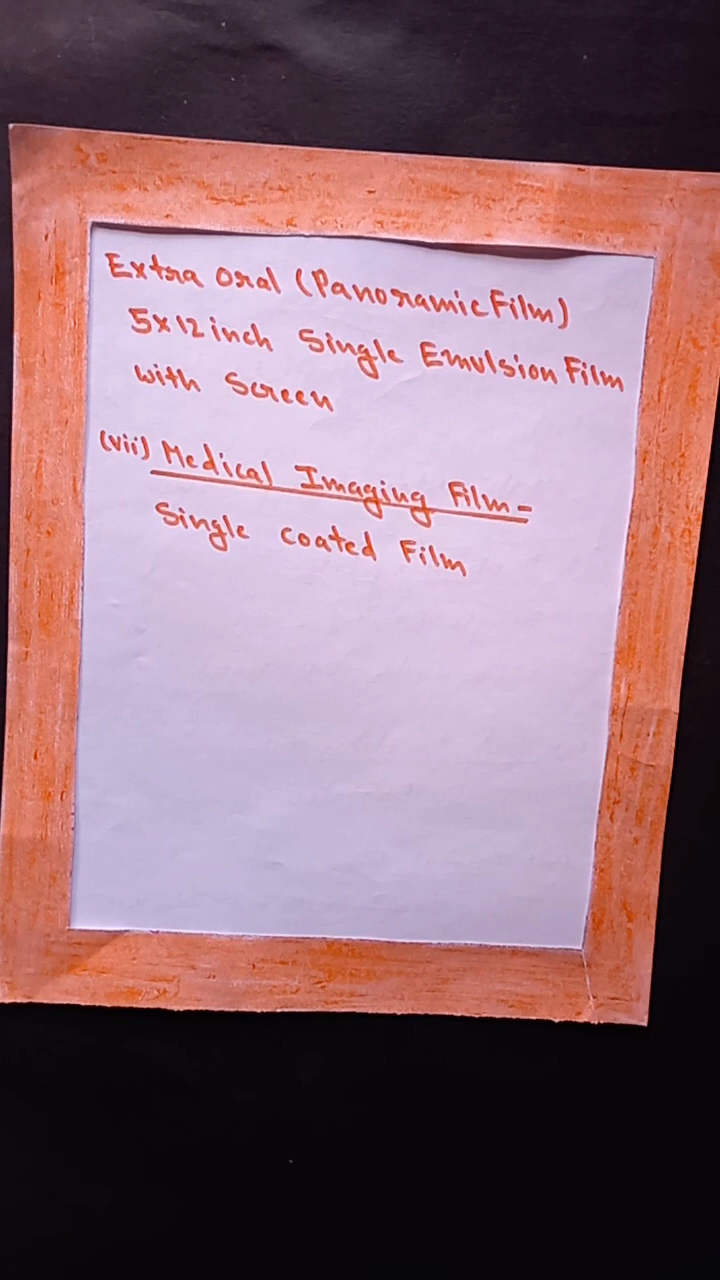 Extra Oral (Panoramic Film)
5x12 inch Single Emulsion Film
with Screen
(vii) Medical Imaging Film-
Single coated Film